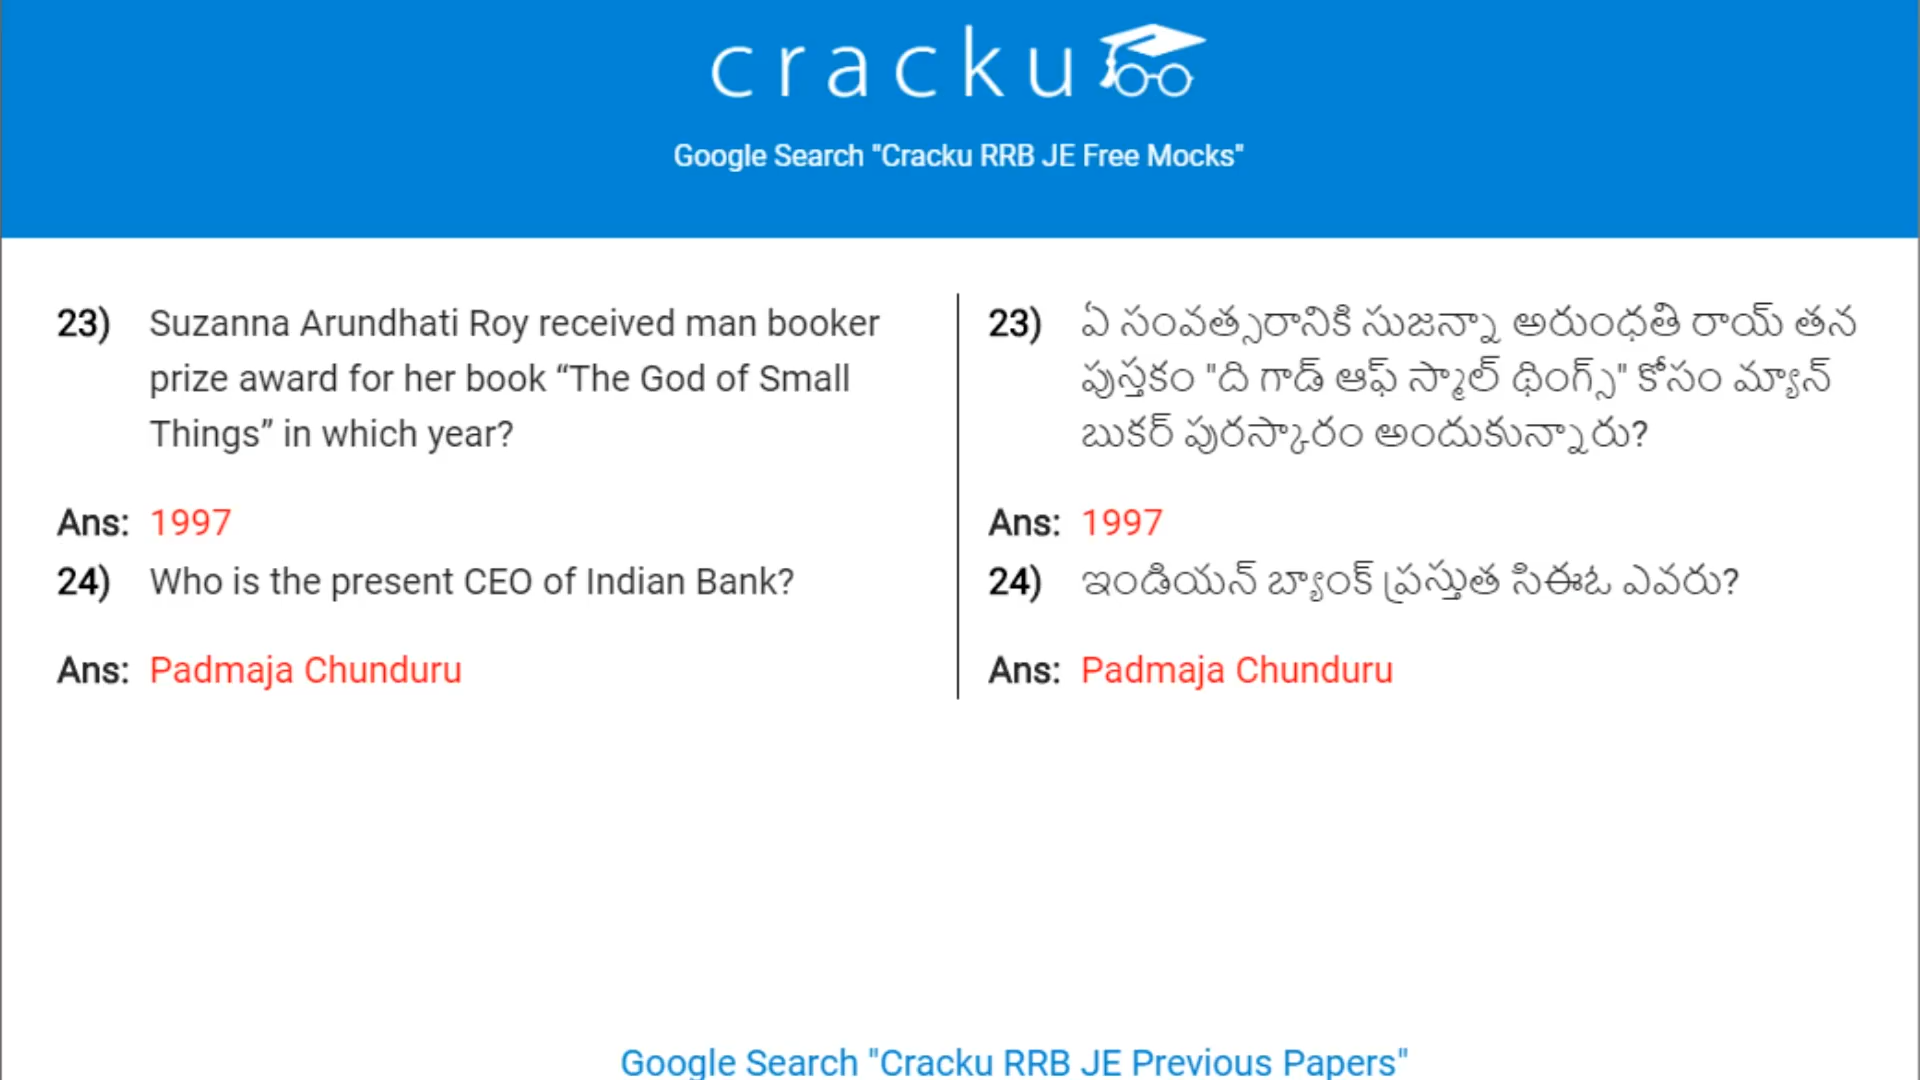 cracku
Google Search "Cracku RRB JE Free Mocks"
23) Suzanna Arundhati Roy received man booker
prize award for her book “The God of Small
Things” in which year?
Ans: 1997
24) Who is the present CEO of Indian Bank?
Ans: Padmaja Chunduru
23) ఏ సంవత్సరానికి సుజన్నా అరుంధతి రాయ్ తన
పుస్తకం "ది గాడ్ ఆఫ్ స్మాల్ థింగ్స్" కోసం మ్యాన్
బుకర్ పురస్కారం అందుకున్నారు?
Ans: 1997
24) ఇండియన్ బ్యాంక్ ప్రస్తుత సిఈఓ ఎవరు?
Ans: Padmaja Chunduru
Google Search "Cracku RRB JE Previous Papers"